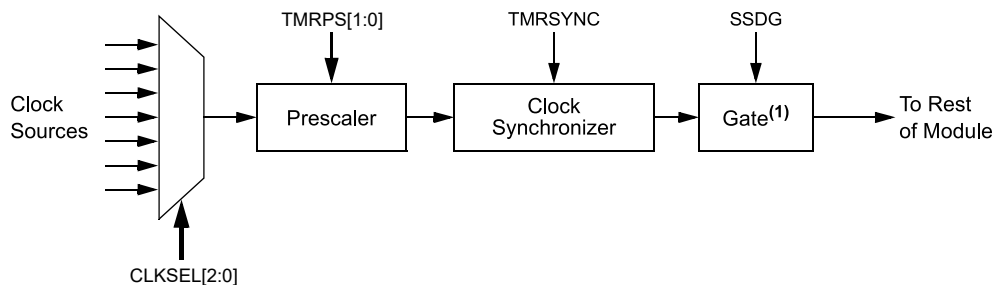 TMRPS[1:0]
TMRSYNC
SSDG
Clock
Sources
Prescaler
Clock
Synchronizer
Gate(1)
To Rest
of Module
CLKSEL[2:0]